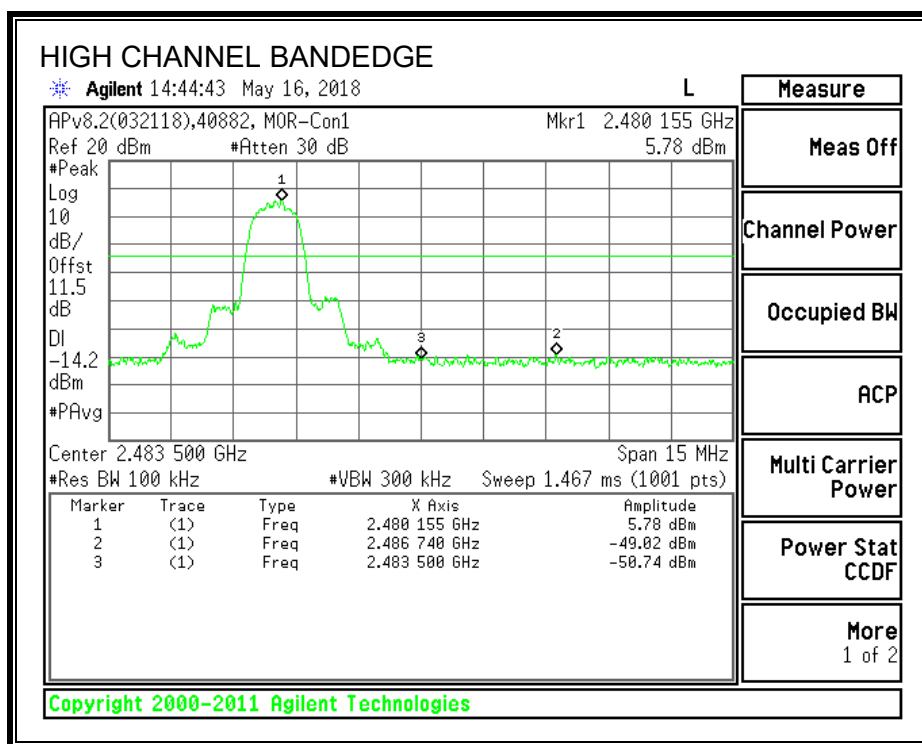 HIGH CHANNEL BANDEDGE
Agilent 14:44:43 May 16, 2018 L
APv8.2(032118),40882, MOR-Con1 Mkr1 2.480 155 GHz
Ref 20 dBm #Atten 30 dB 5.78 dBm
#Peak
Log
10
dB/
Offst
11.5
dB
DI
-14.2
dBm
#PAvg
1
3
2
Center 2.483 500 GHz Span 15 MHz
#Res BW 100 kHz #VBW 300 kHz Sweep 1.467 ms (1001 pts)
Marker Trace Type X Axis Amplitude
1 (1) Freq 2.480 155 GHz 5.78 dBm
2 (1) Freq 2.486 740 GHz -49.02 dBm
3 (1) Freq 2.483 500 GHz -50.74 dBm
Measure
Meas Off
Channel Power
Occupied BW
ACP
Multi Carrier
Power
Power Stat
CCDF
More
1 of 2
Copyright 2000-2011 Agilent Technologies